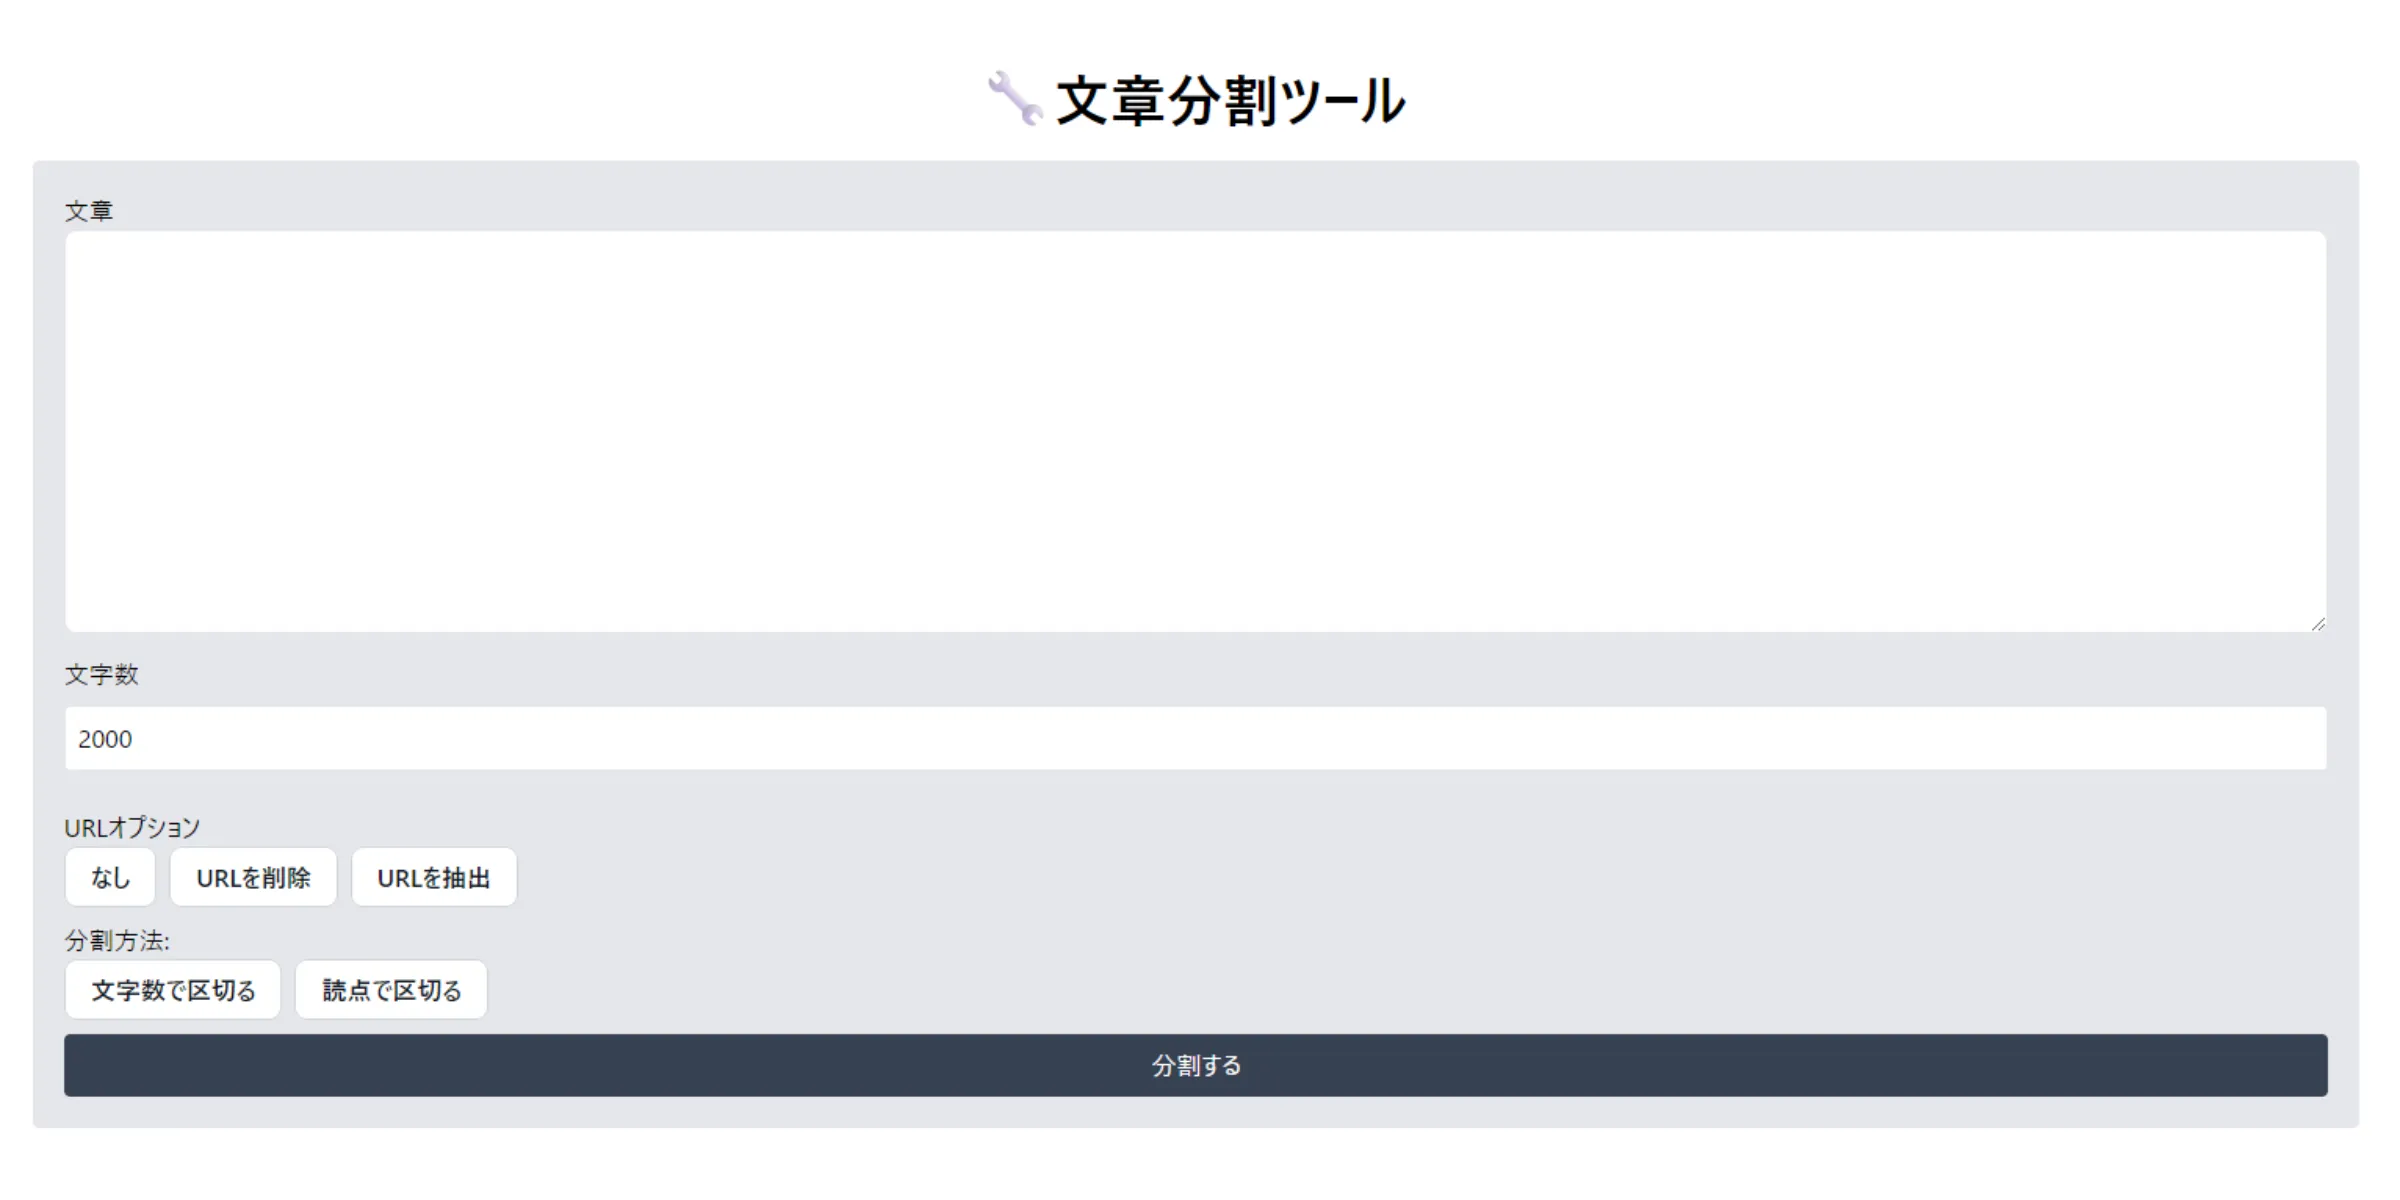 文章分割ツール
文章
文字数
2000
URLオプション
なし URLを削除 URLを抽出
分割方法:
文字数で区切る 読点で区切る
分割する